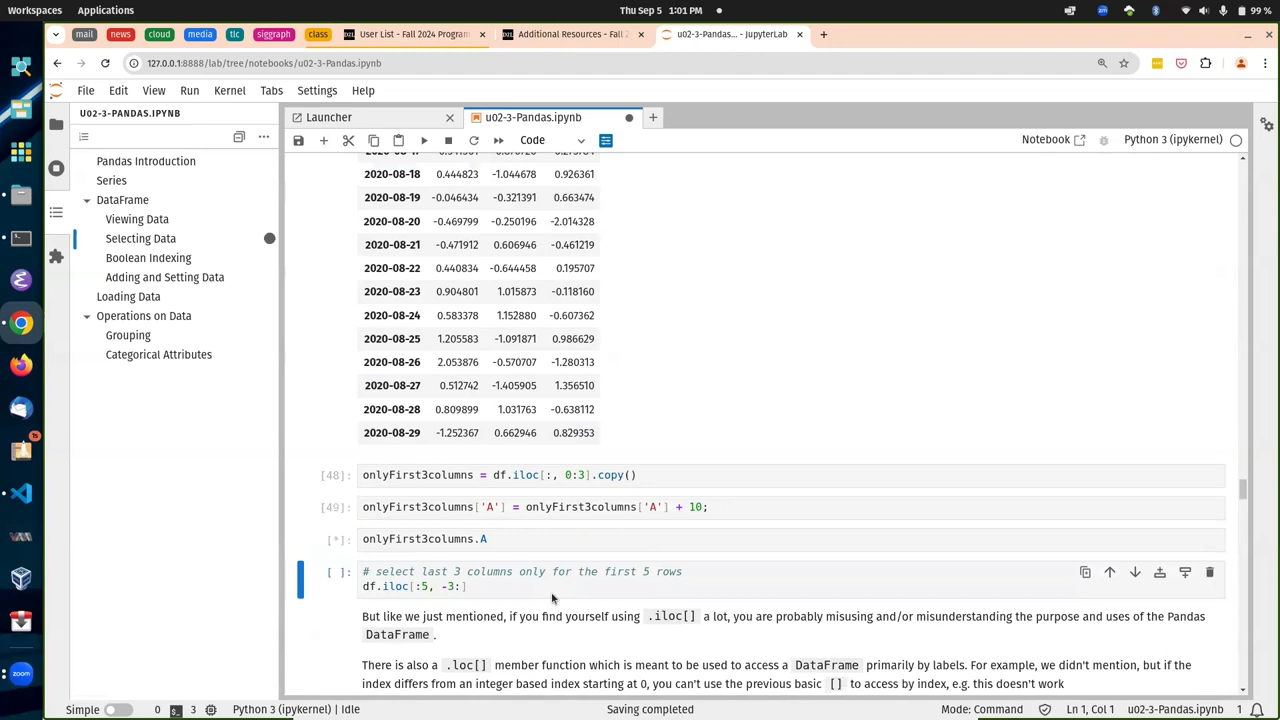 Workspaces Applications Thu Sep 5 1:01 PM 99 %
mail news cloud media tlc siggraph class User List - Fall 2024 Program Additional Resources - Fall 2 u02-3-Pandas... - JupyterLab
127.0.0.1:8888/lab/tree/notebooks/u02-3-Pandas.ipynb
File Edit View Run Kernel Tabs Settings Help
U02-3-PANDAS.IPYNB
Launcher
u02-3-Pandas.ipynb
Code
Notebook
Python 3 (ipykernel)
Pandas Introduction
Series
DataFrame
Viewing Data
Selecting Data
Boolean Indexing
Adding and Setting Data
Loading Data
Operations on Data
Grouping
Categorical Attributes
2020-08-18 0.444823 -1.044678 0.926361
2020-08-19 -0.046434 -0.321391 0.663474
2020-08-20 -0.469799 -0.250196 -2.014328
2020-08-21 -0.471912 0.606946 -0.461219
2020-08-22 0.440834 -0.644458 0.195707
2020-08-23 0.904801 1.015873 -0.118160
2020-08-24 0.583378 1.152880 -0.607362
2020-08-25 1.205583 -1.091871 0.986629
2020-08-26 2.053876 -0.570707 -1.280313
2020-08-27 0.512742 -1.405905 1.356510
2020-08-28 0.809899 1.031763 -0.638112
2020-08-29 -1.252367 0.662946 0.829353
[48]: onlyFirst3columns = df.iloc[:, 0:3].copy()
[49]: onlyFirst3columns['A'] = onlyFirst3columns['A'] + 10;
[*]: onlyFirst3columns.A
[ ]: # select last 3 columns only for the first 5 rows
df.iloc[:5, -3:]
But like we just mentioned, if you find yourself using .iloc[] a lot, you are probably misusing and/or misunderstanding the purpose and uses of the Pandas
DataFrame .
There is also a .loc[] member function which is meant to be used to access a DataFrame primarily by labels. For example, we didn't mention, but if the
index differs from an integer based index starting at 0, you can't use the previous basic [] to access by index, e.g. this doesn't work
Simple 0 3 Python 3 (ipykernel) | Idle Saving completed Mode: Command Ln 1, Col 1 u02-3-Pandas.ipynb 1